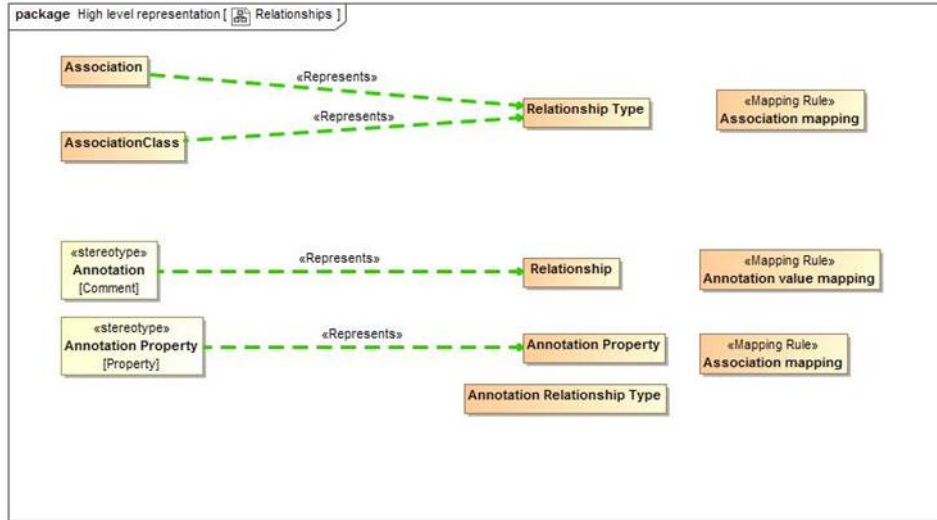 package High level representation [ Relationships ]
Association
«Represents»
Relationship Type
«Mapping Rule»
Association mapping
«Represents»
AssociationClass
«stereotype»
Annotation
[Comment]
«Represents»
Relationship
«Mapping Rule»
Annotation value mapping
«stereotype»
Annotation Property
[Property]
«Represents»
Annotation Property
«Mapping Rule»
Association mapping
Annotation Relationship Type